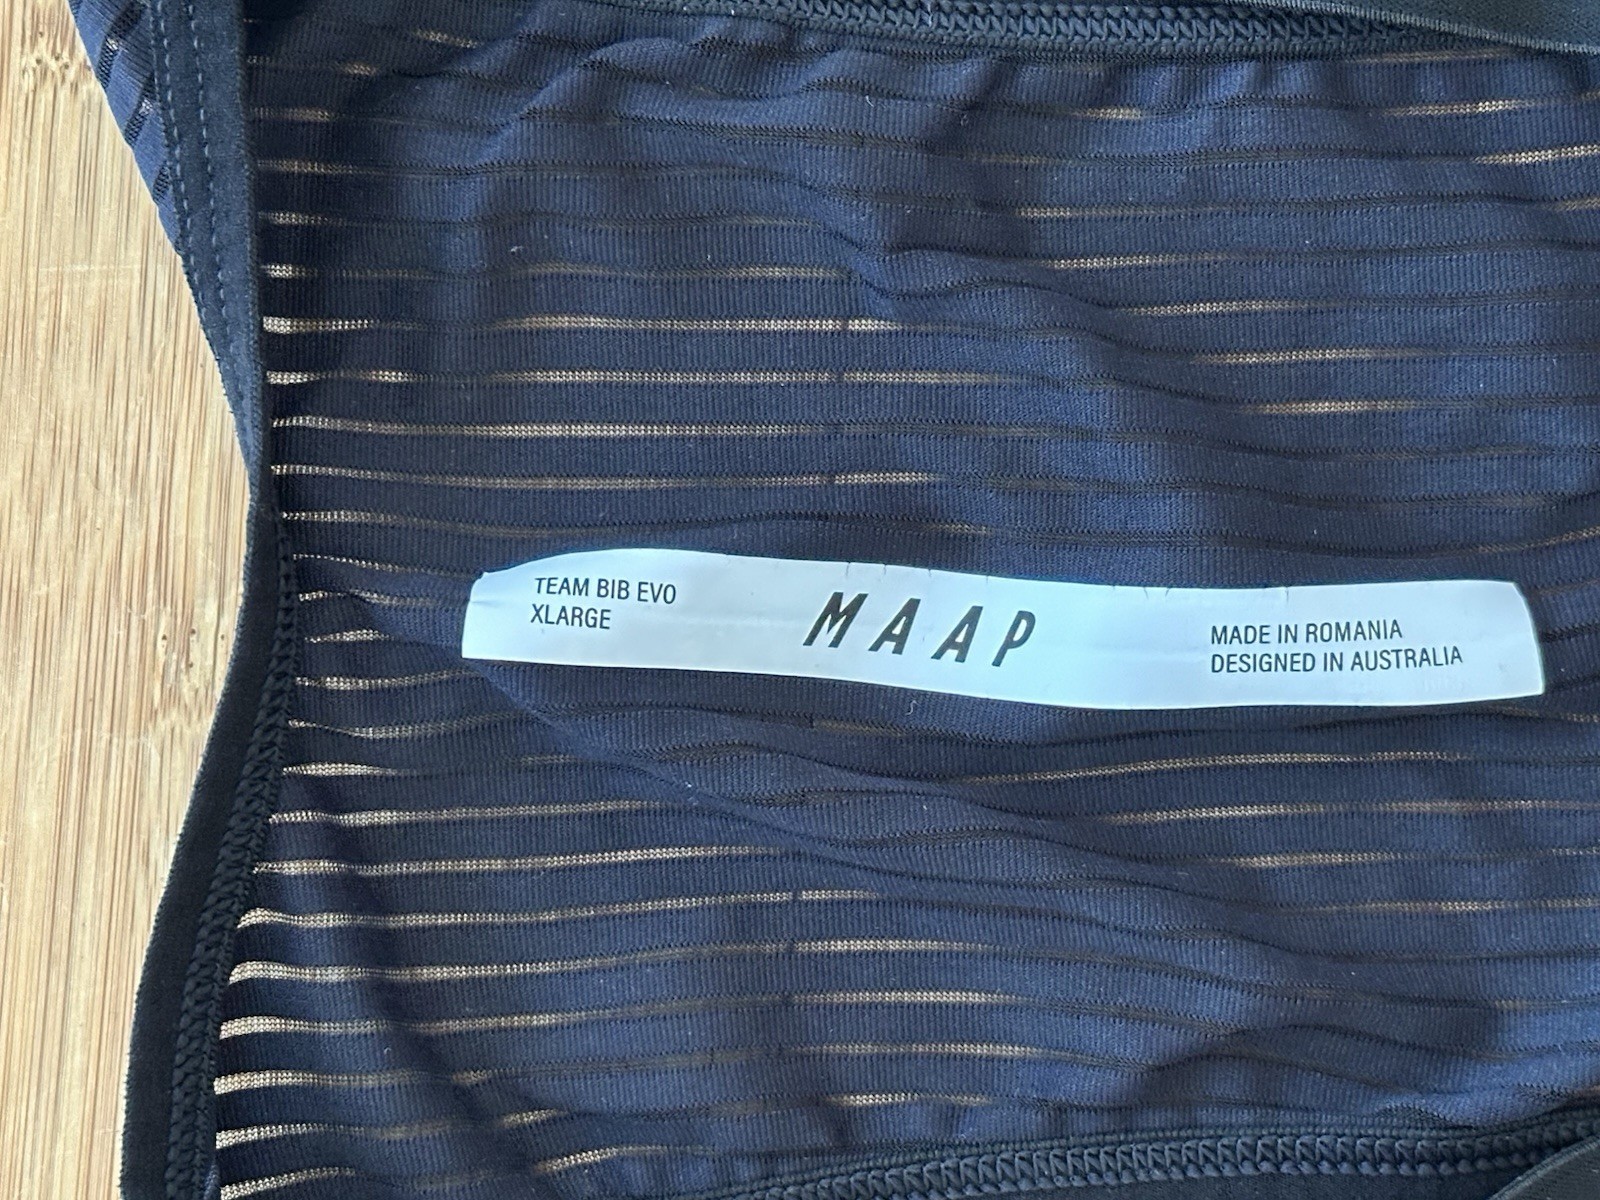 TEAM BIB EVO
XLARGE
MAAP
MADE IN ROMANIA
DESIGNED IN AUSTRALIA